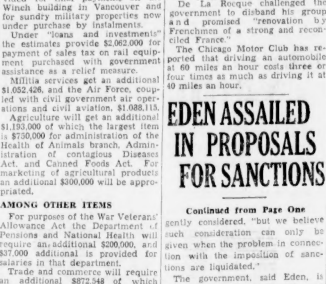 Winch building in Vancouver and
for sundry military properties now
under purchase by instalments.
Under "loans and investments"
the estimates provide $2,062,000 for
payment of sales tax on rail equip-
ment purchased with government
assistance as a relief measure.
Militia services get an additional
$1,052,426, and the Air Force, coup-
led with civil government air oper-
ations and civil aviation, $1,088,115.
Agriculture will get an additional
$1,193,000 of which the largest item
is $750,000 for administration of the
Health of Animals branch, Admin-
istration of contagious Diseases
Act. and Canned Foods Act. For
marketing of agricultural products
an additional $300,000 will be appro-
priated.
AMONG OTHER ITEMS
For purposes of the War Veterans'
Allowance Act the Department of
Pensions and National Health will
require an additional $200,000, and
$37,000 additional is provided for
salaries in that department.
Trade and commerce will require
an additional $872,548 of which
De La Rocque challenged the
government to disband his group
and promised "renovation by
Frenchmen of a strong and recon-
ciled France."
The Chicago Motor Club has re-
ported that driving an automobile
at 60 miles an hour costs three or
four times as much as driving it at
40 miles an hour.
EDEN ASSAILED
IN PROPOSALS
FOR SANCTIONS
Continued from Page One
gently considered, "but we believe
such consideration can only be
given when the problem in connec-
tion with the imposition of sanc-
tions are liquidated."
The government, said Eden, is